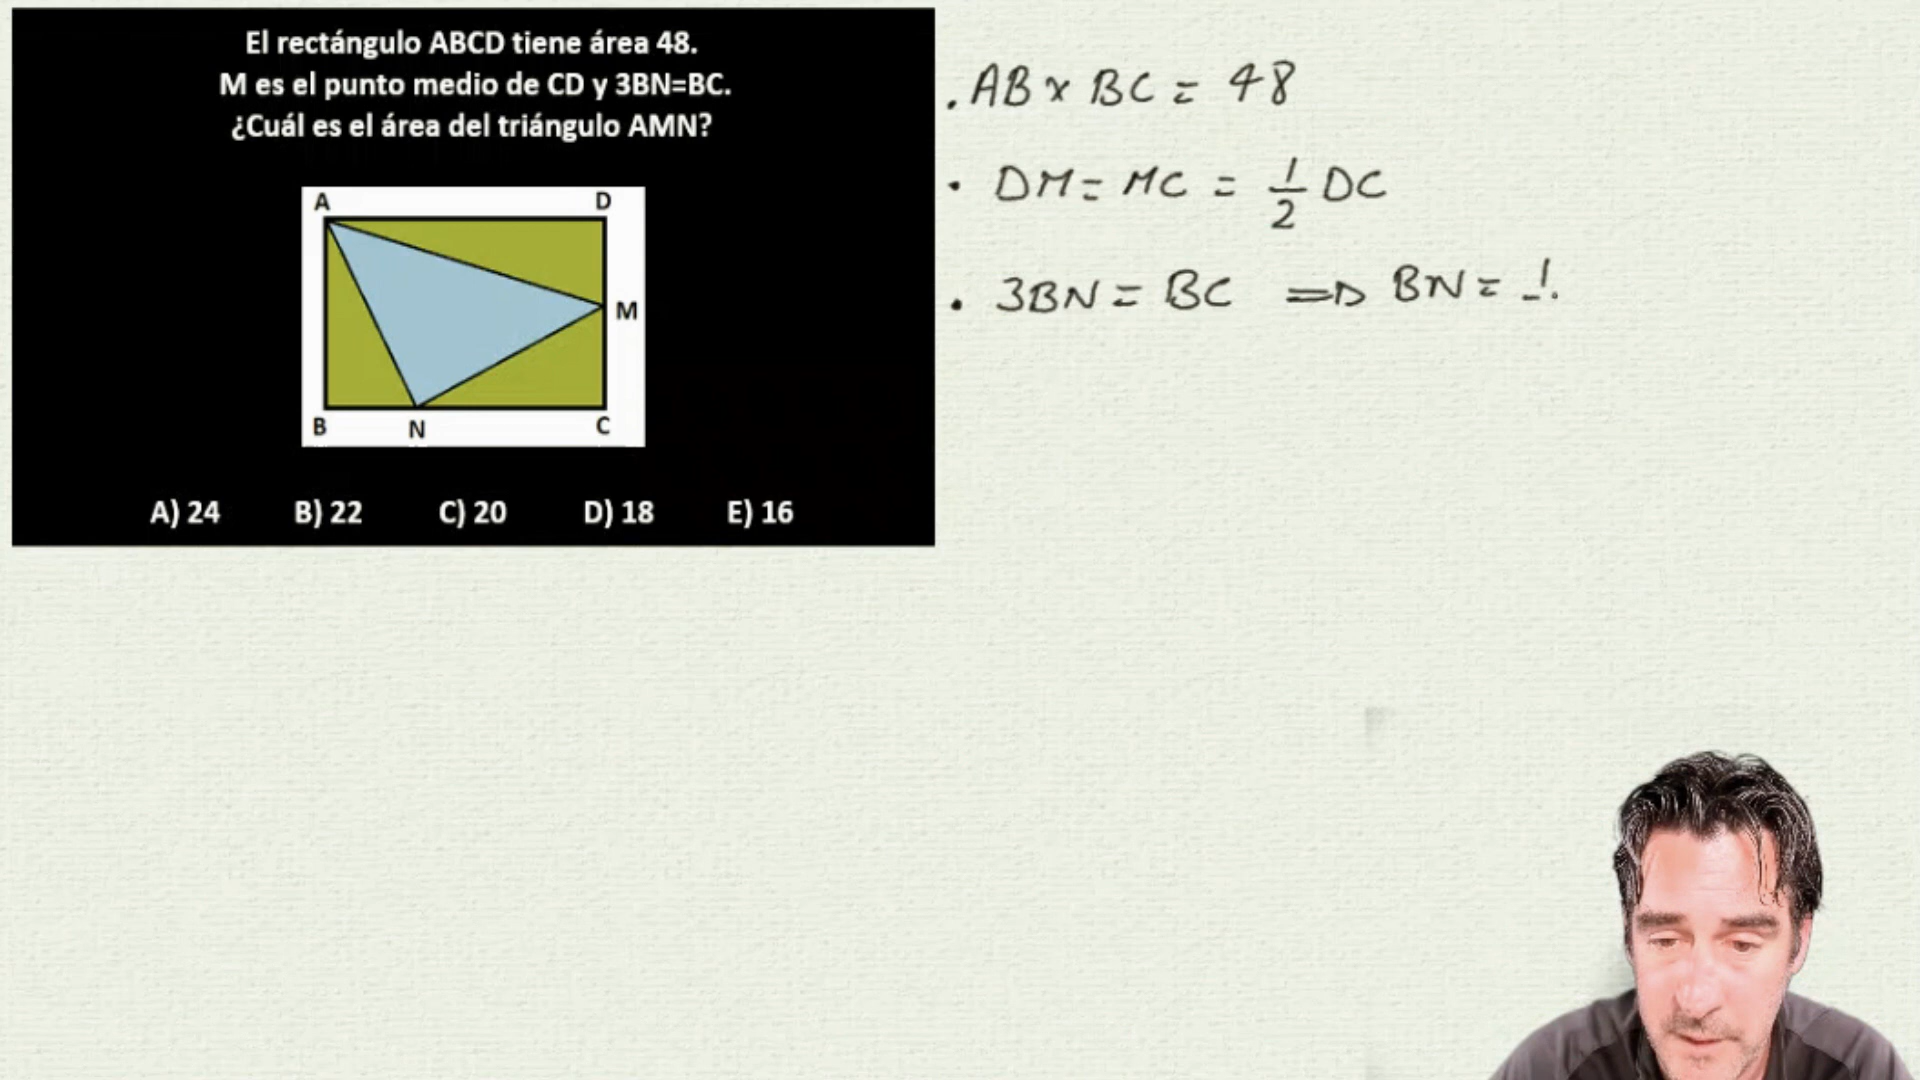 El rectángulo ABCD tiene área 48.
M es el punto medio de CD y 3BN=BC.
¿Cuál es el área del triángulo AMN?
A
D
M
B
N
C
A) 24 B) 22 C) 20 D) 18 E) 16
. AB x BC = 48
. DM = MC = 1/2 DC
. 3BN = BC => BN = 1